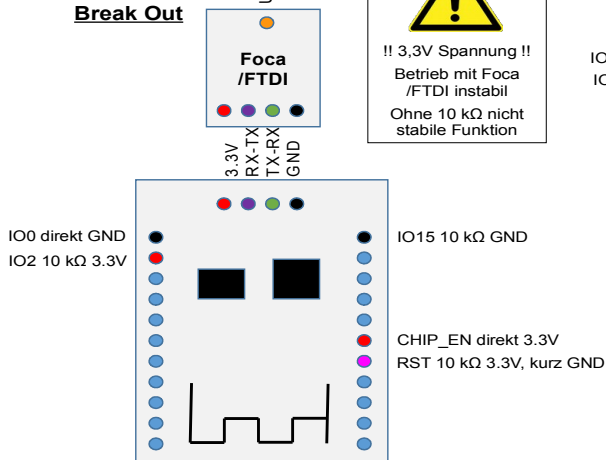 Break Out
Foca
/FTDI
!! 3,3V Spannung !!
Betrieb mit Foca
/FTDI instabil
Ohne 10 kΩ nicht
stabile Funktion
3.3V
RX-TX
TX-RX
GND
IO0 direkt GND
IO2 10 kΩ 3.3V
IO15 10 kΩ GND
CHIP_EN direkt 3.3V
RST 10 kΩ 3.3V, kurz GND